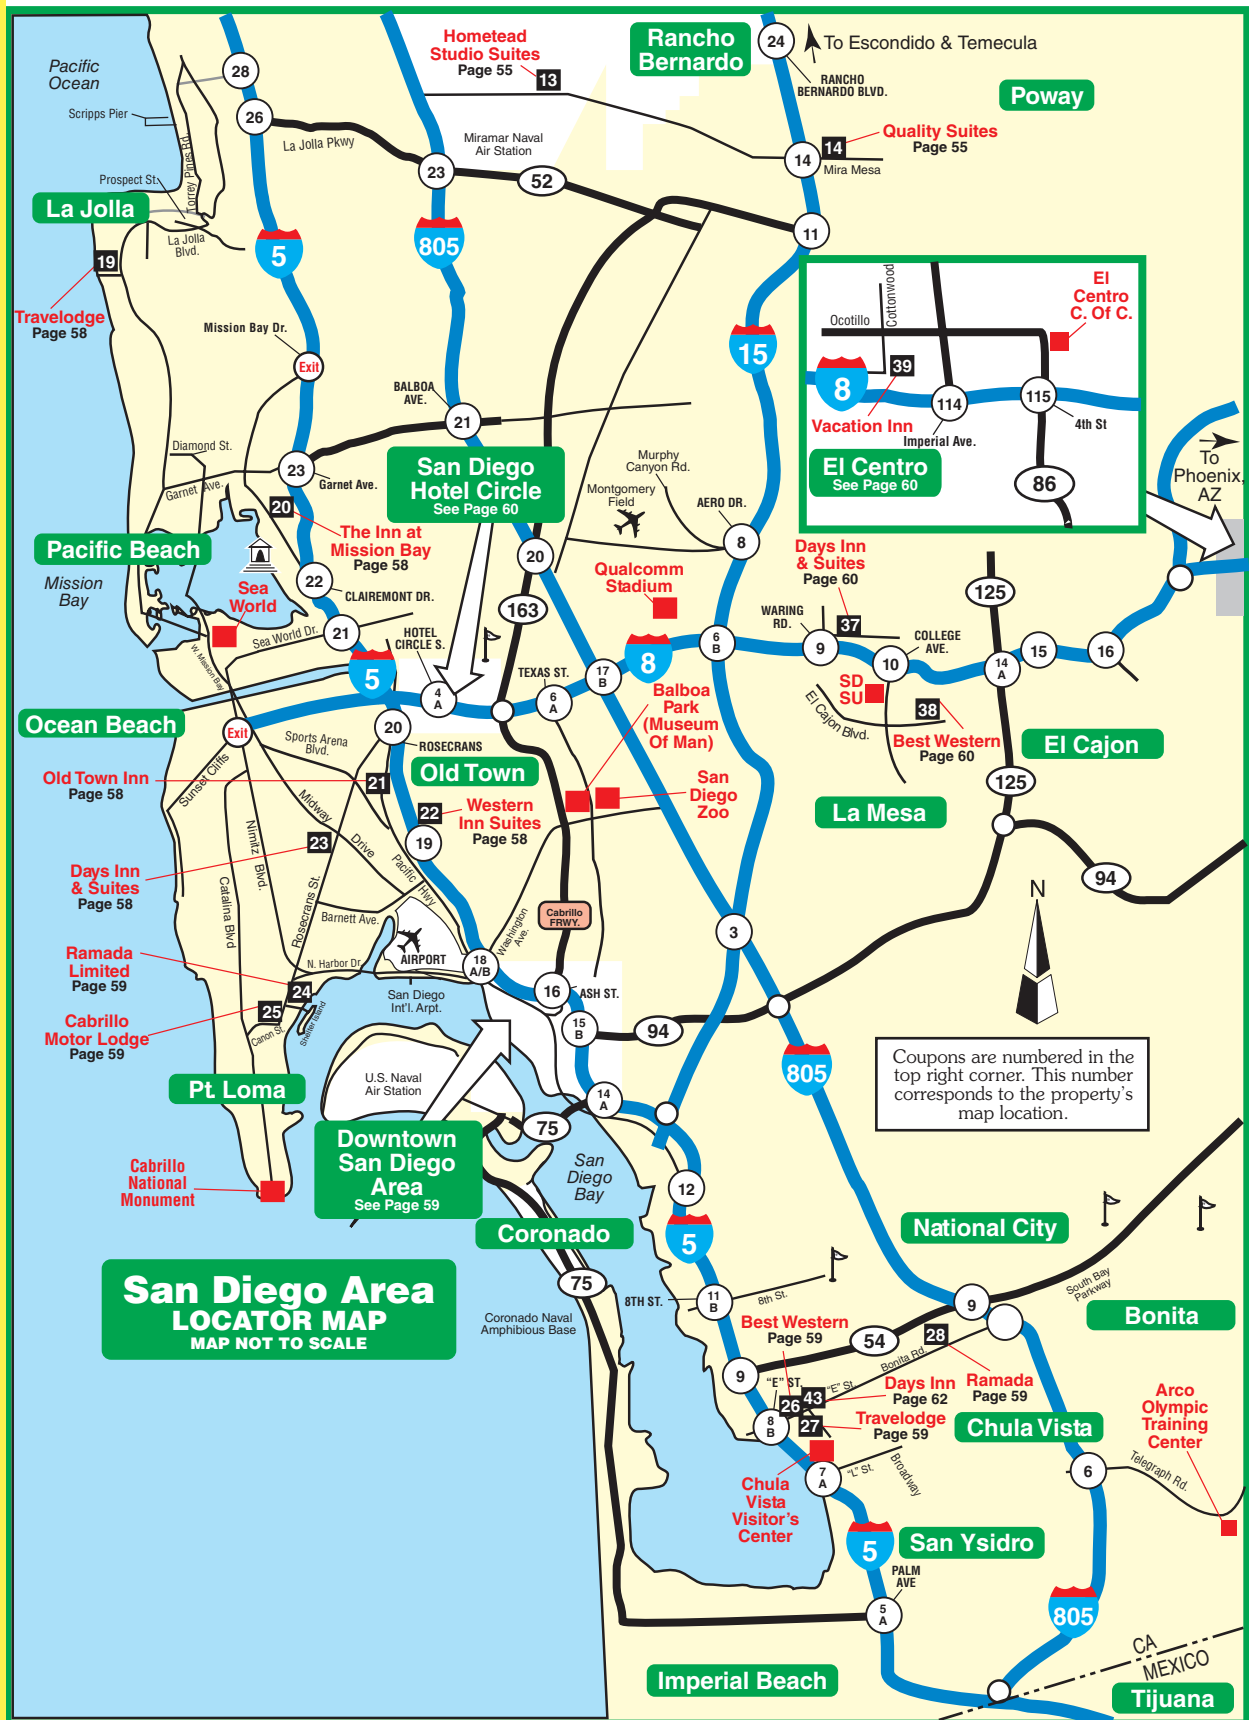 Pacific
Ocean
Scripps Pier
Prospect St.
Torrey Pines Rd.
La Jolla
La Jolla
Blvd.
19
Travelodge
Page 58
28
26
La Jolla Pkwy
5
Mission Bay Dr.
Exit
Homestead
Studio Suites
Page 55
13
Miramar Naval
Air Station
23
52
805
Rancho
Bernardo
24
To Escondido & Temecula
RANCHO
BERNARDO BLVD.
Poway
Quality Suites
Page 55
14
14
Mira Mesa
11
15
El
Centro
C. Of C.
Cottonwood
Ocotillo
39
8
114
115
Vacation Inn
Imperial Ave.
4th St
El Centro
See Page 60
86
To
Phoenix,
AZ
BALBOA
AVE.
21
Diamond St.
Garnet Ave.
23
Garnet Ave.
20
The Inn at
Mission Bay
Page 58
San Diego
Hotel Circle
See Page 60
Murphy
Canyon Rd.
Montgomery
Field
AERO DR.
8
20
Pacific Beach
Mission
Bay
Sea
World
22
CLAIREMONT DR.
21
Sea World Dr.
W. Mission Bay
163
Qualcomm
Stadium
Days Inn
& Suites
Page 60
WARING
RD.
37
9
COLLEGE
AVE.
10
125
14
A
15
16
5
HOTEL
CIRCLE S.
4
A
TEXAS ST.
6
A
17
B
8
6
B
SD
SU
38
El Cajon Blvd.
Best Western
Page 60
El Cajon
125
La Mesa
94
Ocean Beach
Exit
Sports Arena
Blvd.
20
ROSECRANS
Old Town
Balboa
Park
(Museum
Of Man)
San
Diego
Zoo
Old Town Inn
Page 58
Sunset Cliffs
21
22
Western
Inn Suites
Page 58
19
Midway
Drive
Pacific
Hwy
Nimitz Blvd.
Catalina Blvd
23
Days Inn
& Suites
Page 58
Rosecrans St.
Barnett Ave.
Washington
Ave.
Cabrillo
FRWY.
3
N
Ramada
Limited
Page 59
N. Harbor Dr.
AIRPORT
San Diego
Int'l. Arpt.
18
A/B
16
ASH ST.
24
25
Shelter Island
Canon St.
Cabrillo
Motor Lodge
Page 59
15
B
94
805
Coupons are numbered in the
top right corner. This number
corresponds to the property's
map location.
Pt. Loma
U.S. Naval
Air Station
14
A
75
Downtown
San Diego
Area
See Page 59
San
Diego
Bay
12
Cabrillo
National
Monument
Coronado
5
National City
San Diego Area
LOCATOR MAP
MAP NOT TO SCALE
75
Coronado Naval
Amphibious Base
8TH ST.
11
B
8th St.
9
South Bay
Parkway
Bonita
Best Western
Page 59
54
28
Bonita Rd.
9
"E" ST.
"E" St.
26
43
Days Inn
Page 62
Ramada
Page 59
8
B
27
Travelodge
Page 59
Chula Vista
Arco
Olympic
Training
Center
7
A
"L" St.
Broadway
6
Telegraph Rd.
Chula
Vista
Visitor's
Center
5
San Ysidro
PALM
AVE
5
A
805
CA
MEXICO
Imperial Beach
Tijuana